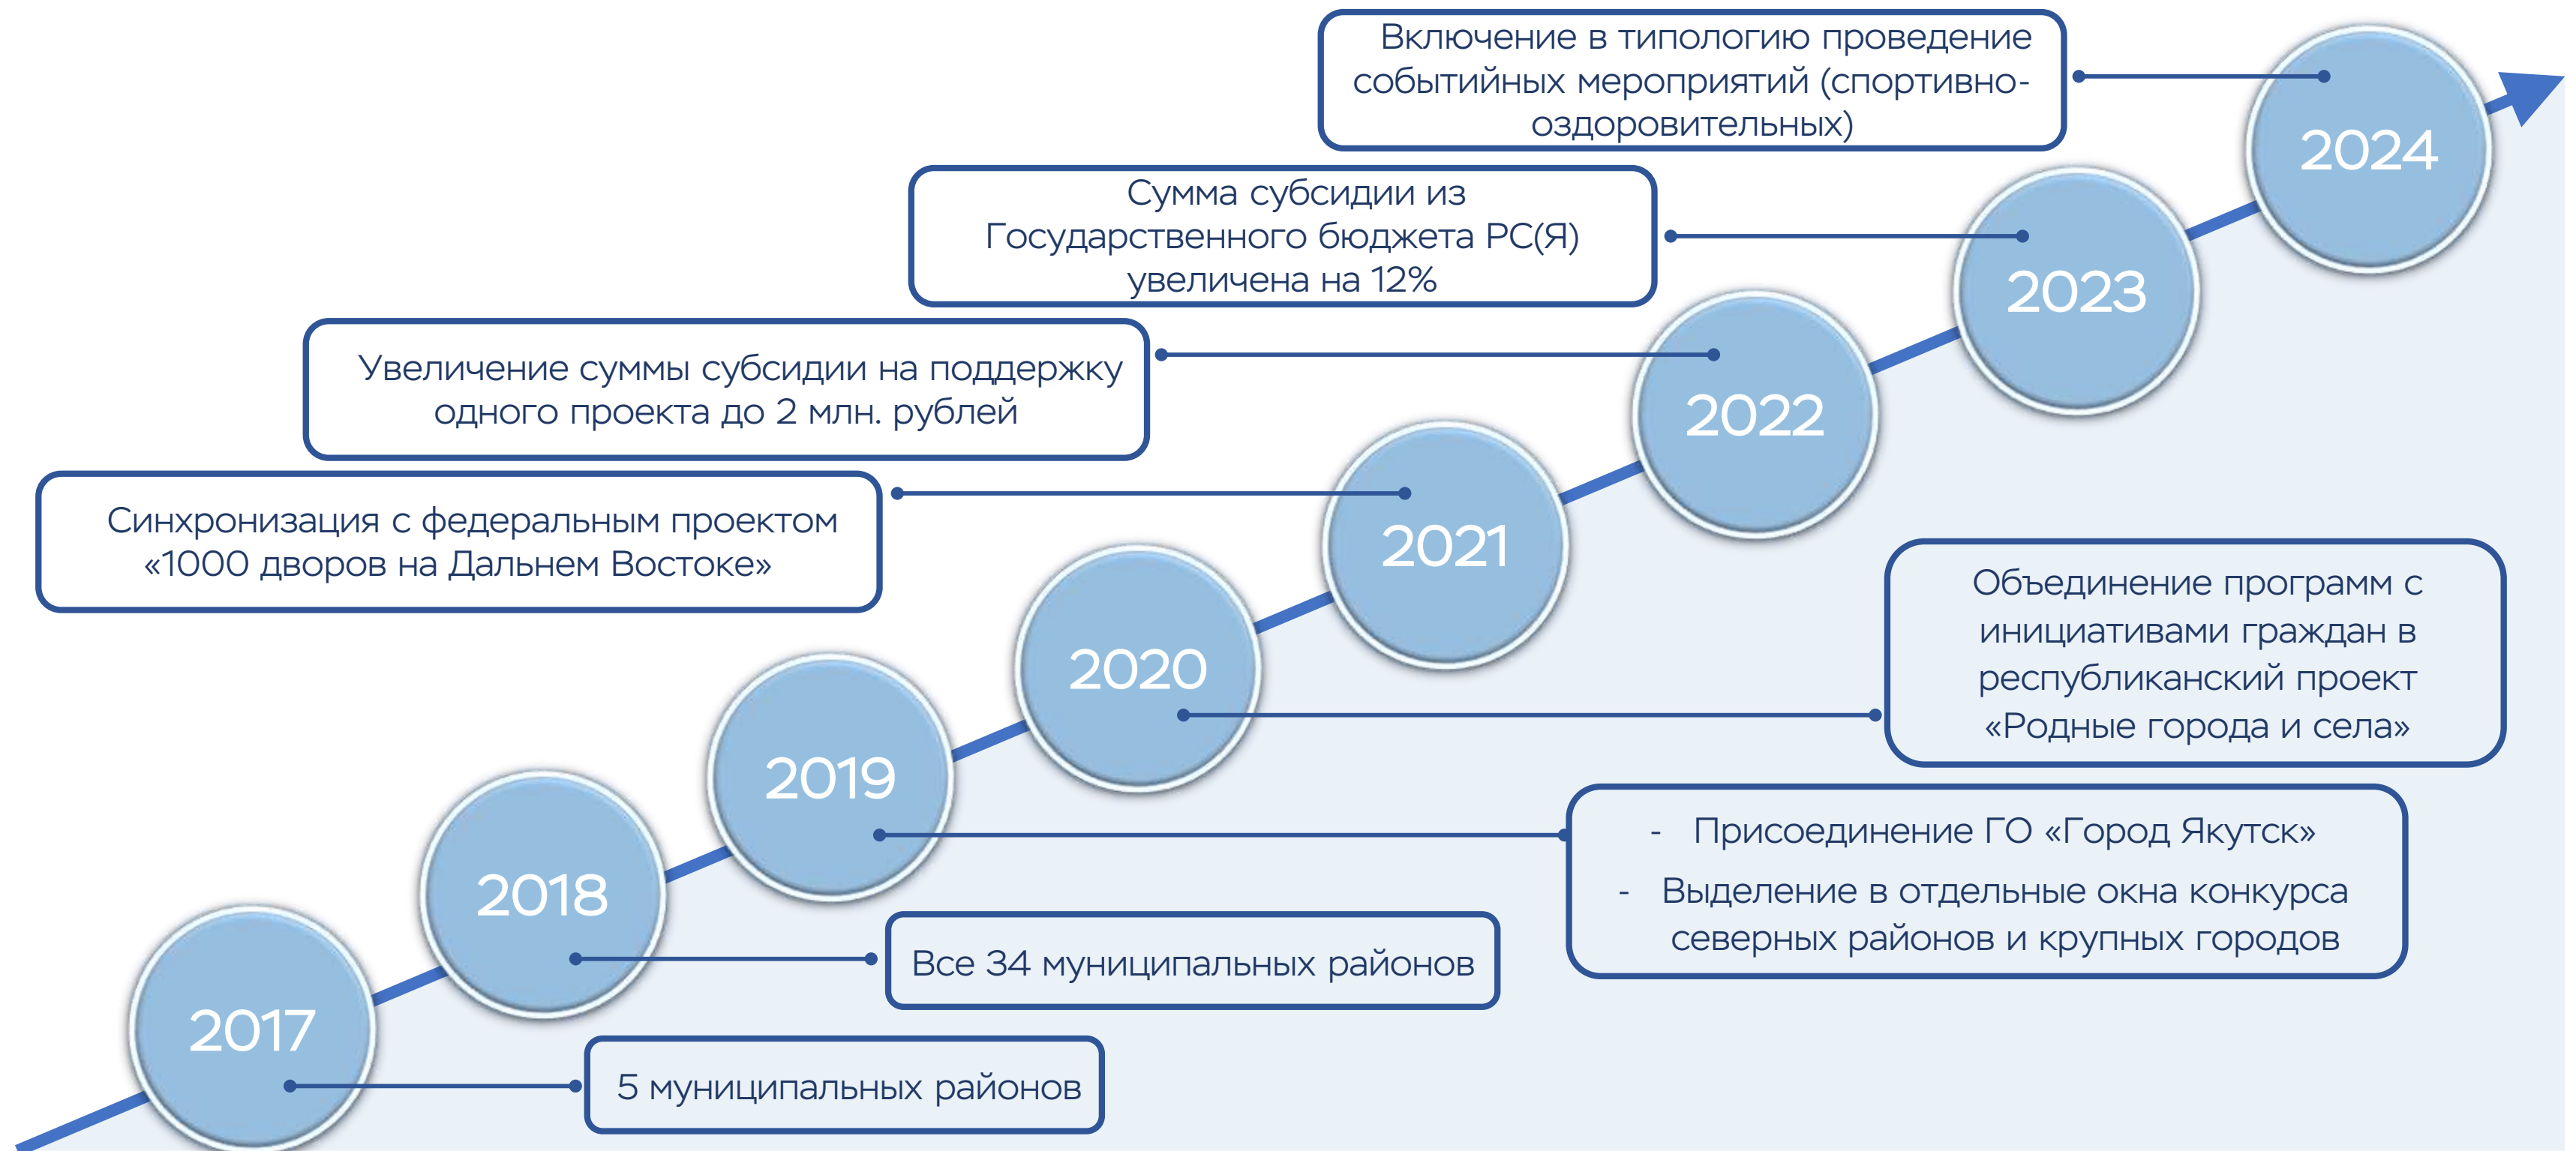 Включение в типологию проведение
событийных мероприятий (спортивно-
оздоровительных)
2024
Сумма субсидии из
Государственного бюджета РС(Я)
увеличена на 12%
2023
Увеличение суммы субсидии на поддержку
одного проекта до 2 млн. рублей
2022
Синхронизация с федеральным проектом
«1000 дворов на Дальнем Востоке»
2021
Объединение программ с
инициативами граждан в
республиканский проект
«Родные города и села»
2020
2019
- Присоединение ГО «Город Якутск»
- Выделение в отдельные окна конкурса
северных районов и крупных городов
2018
Все 34 муниципальных районов
2017
5 муниципальных районов